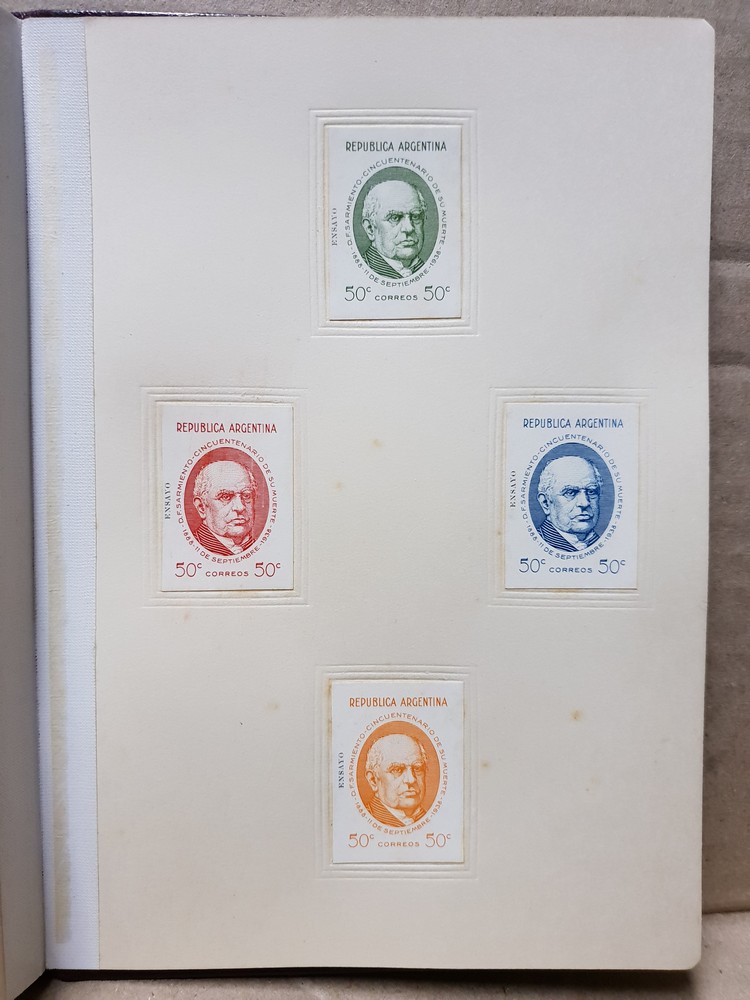 REPUBLICA ARGENTINA
D.F. SARMIENTO · CINCUENTENARIO DE SU MUERTE ·
1888 · 11 DE SEPTIEMBRE · 1938
ENSAYO
50c CORREOS 50c
REPUBLICA ARGENTINA
D.F. SARMIENTO · CINCUENTENARIO DE SU MUERTE ·
1888 · 11 DE SEPTIEMBRE · 1938
ENSAYO
50c CORREOS 50c
REPUBLICA ARGENTINA
D.F. SARMIENTO · CINCUENTENARIO DE SU MUERTE ·
1888 · 11 DE SEPTIEMBRE · 1938
ENSAYO
50c CORREOS 50c
REPUBLICA ARGENTINA
D.F. SARMIENTO · CINCUENTENARIO DE SU MUERTE ·
1888 · 11 DE SEPTIEMBRE · 1938
ENSAYO
50c CORREOS 50c